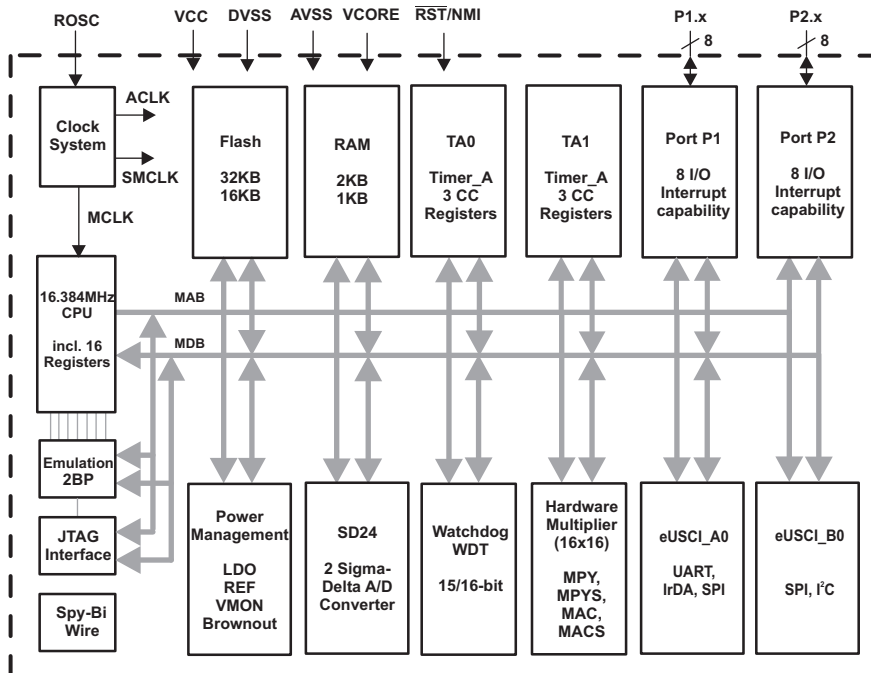 ROSC
VCC
DVSS
AVSS
VCORE
RST/NMI
P1.x
P2.x
8
8
Clock
System
ACLK
SMCLK
MCLK
Flash
32KB
16KB
RAM
2KB
1KB
TA0
Timer_A
3 CC
Registers
TA1
Timer_A
3 CC
Registers
Port P1
8 I/O
Interrupt
capability
Port P2
8 I/O
Interrupt
capability
16.384MHz
CPU
incl. 16
Registers
MAB
MDB
Emulation
2BP
JTAG
Interface
Spy-Bi
Wire
Power
Management
LDO
REF
VMON
Brownout
SD24
2 Sigma-
Delta A/D
Converter
Watchdog
WDT
15/16-bit
Hardware
Multiplier
(16x16)
MPY,
MPYS,
MAC,
MACS
eUSCI_A0
UART,
IrDA, SPI
eUSCI_B0
SPI, I²C